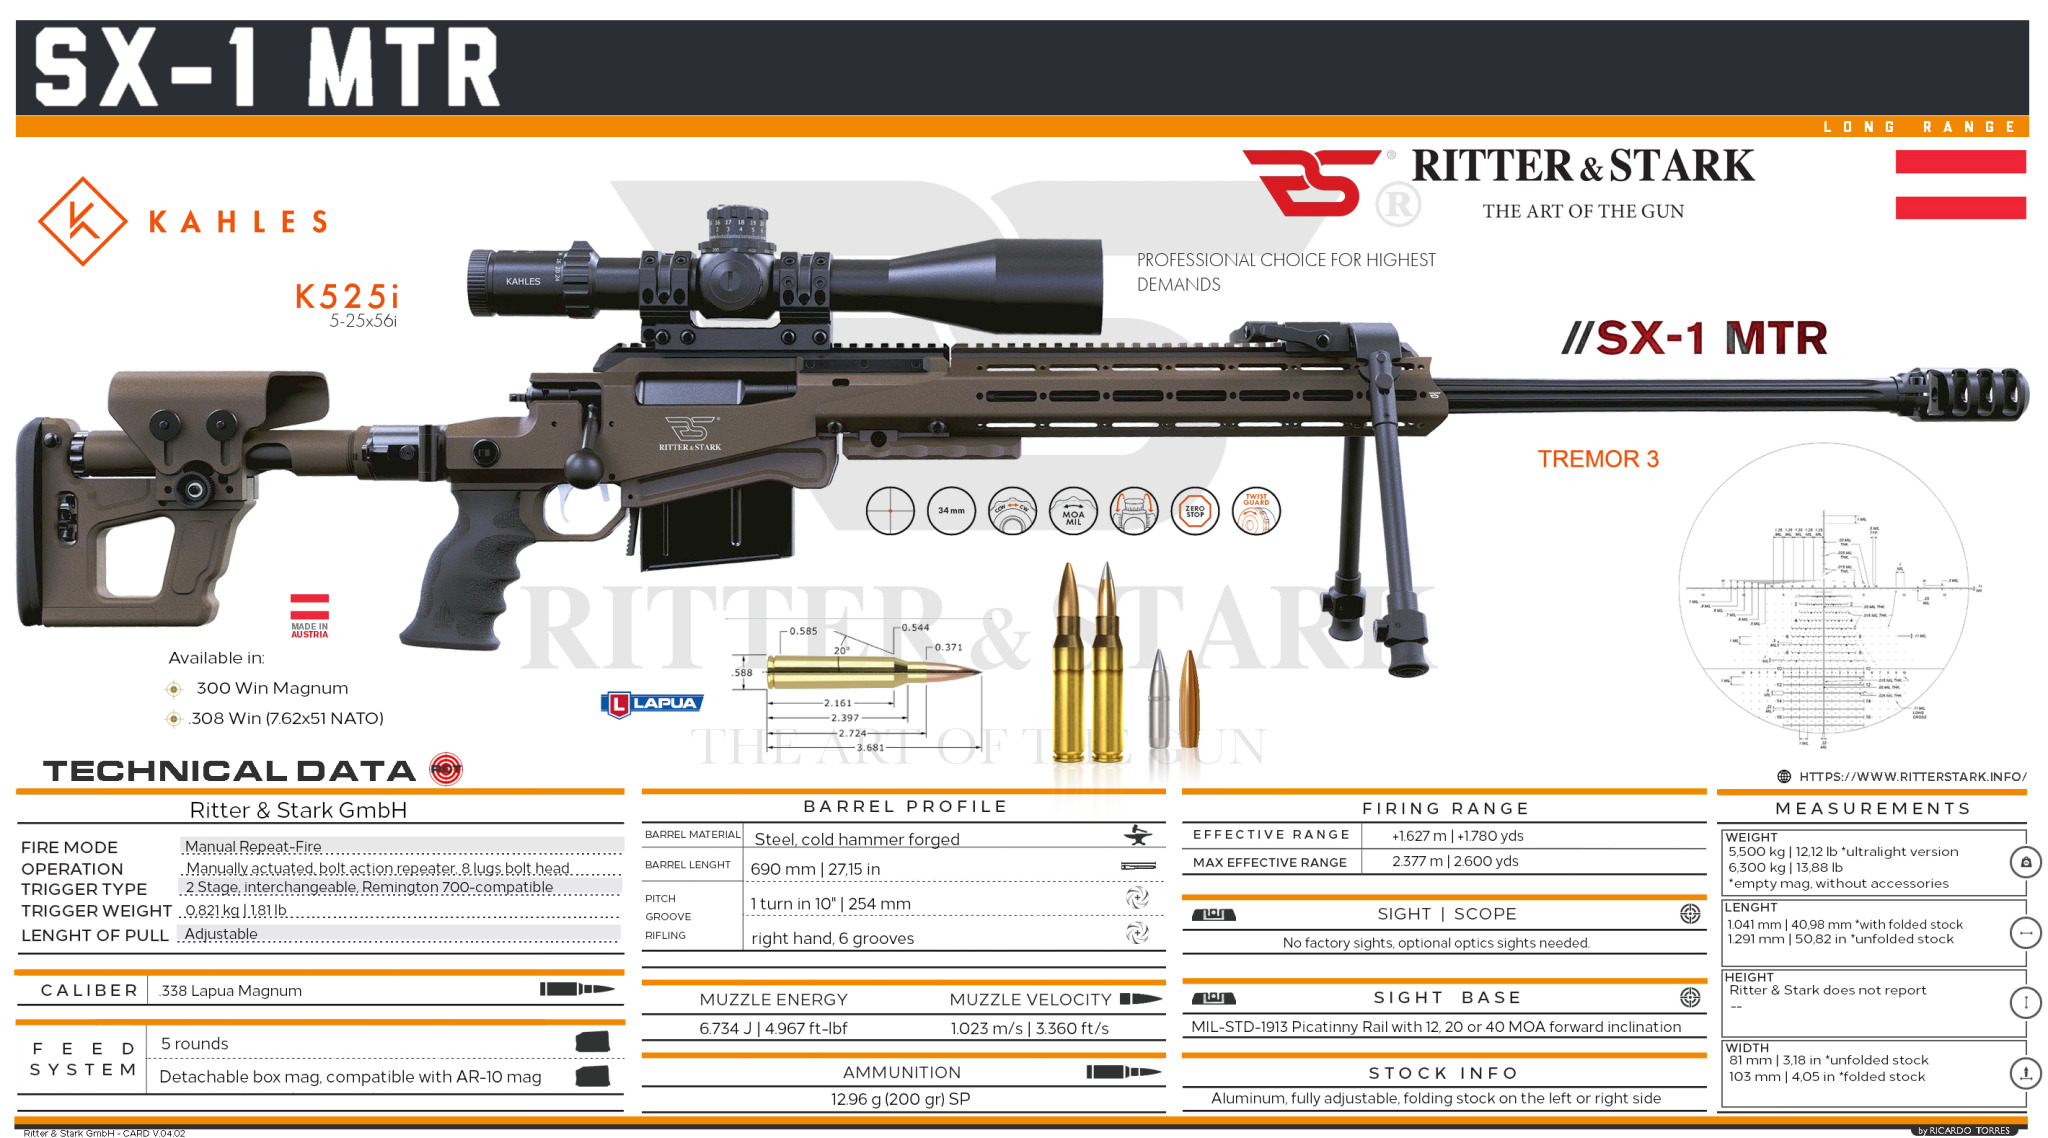 SX-1 MTR
LONG RANGE
RITTER & STARK
THE ART OF THE GUN
KAHLES
K525i
5-25x56i
KAHLES
PROFESSIONAL CHOICE FOR HIGHEST
DEMANDS
//SX-1 MTR
RITTER & STARK
TREMOR 3
34 mm
CCW CW
MOA
MIL
ZERO
STOP
TWIST
GUARD
MADE IN
AUSTRIA
RITTER & STARK
THE ART OF THE GUN
Available in:
300 Win Magnum
.308 Win (7.62x51 NATO)
L LAPUA
0.585
0.544
20°
0.371
.588
2.161
2.397
2.724
3.681
TECHNICAL DATA
HTTPS://WWW.RITTERSTARK.INFO/
Ritter & Stark GmbH
FIRE MODE Manual Repeat-Fire
OPERATION Manually actuated, bolt action repeater, 8 lugs bolt head
TRIGGER TYPE 2 Stage, interchangeable, Remington 700-compatible
TRIGGER WEIGHT 0,821 kg | 1,81 lb
LENGHT OF PULL Adjustable
CALIBER .338 Lapua Magnum
FEED SYSTEM
5 rounds
Detachable box mag, compatible with AR-10 mag
BARREL PROFILE
BARREL MATERIAL Steel, cold hammer forged
BARREL LENGHT 690 mm | 27,15 in
PITCH 1 turn in 10" | 254 mm
GROOVE
RIFLING right hand, 6 grooves
MUZZLE ENERGY MUZZLE VELOCITY
6.734 J | 4.967 ft-lbf 1.023 m/s | 3.360 ft/s
AMMUNITION
12.96 g (200 gr) SP
FIRING RANGE
EFFECTIVE RANGE +1.627 m | +1.780 yds
MAX EFFECTIVE RANGE 2.377 m | 2.600 yds
SIGHT | SCOPE
No factory sights, optional optics sights needed.
SIGHT BASE
MIL-STD-1913 Picatinny Rail with 12, 20 or 40 MOA forward inclination
STOCK INFO
Aluminum, fully adjustable, folding stock on the left or right side
MEASUREMENTS
WEIGHT
5,500 kg | 12,12 lb *ultralight version
6,300 kg | 13,88 lb
*empty mag, without accessories
LENGHT
1.041 mm | 40,98 mm *with folded stock
1.291 mm | 50,82 in *unfolded stock
HEIGHT
Ritter & Stark does not report
--
WIDTH
81 mm | 3,18 in *unfolded stock
103 mm | 4,05 in *folded stock
Ritter & Stark GmbH - CARD V.04.02
by RICARDO TORRES